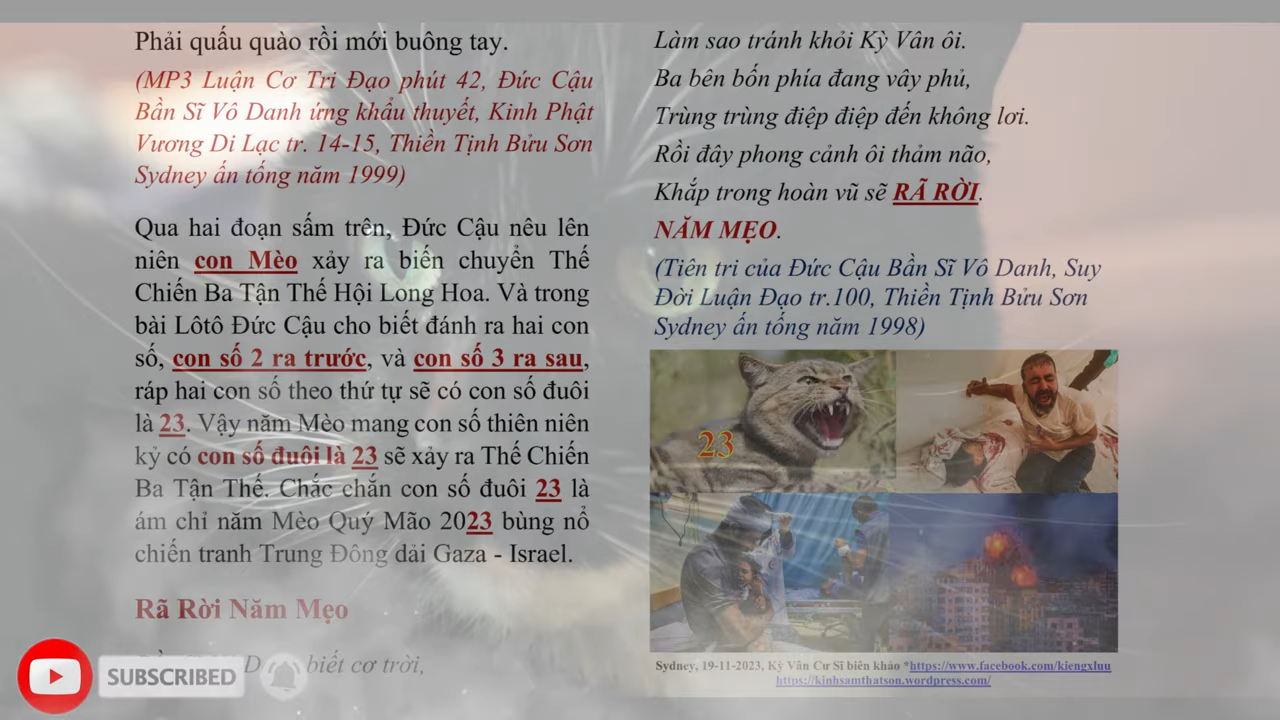 Phải quấu quào rồi mới buông tay.
(MP3 Luận Cơ Tri Đạo phút 42, Đức Cậu
Bần Sĩ Vô Danh ứng khẩu thuyết, Kinh Phật
Vương Di Lạc tr. 14-15, Thiền Tịnh Bửu Sơn
Sydney ấn tống năm 1999)
Qua hai đoạn sấm trên, Đức Cậu nêu lên
niên con Mèo xảy ra biến chuyển Thế
Chiến Ba Tận Thế Hội Long Hoa. Và trong
bài Lôtô Đức Cậu cho biết đánh ra hai con
số, con số 2 ra trước, và con số 3 ra sau,
ráp hai con số theo thứ tự sẽ có con số đuôi
là 23. Vậy năm Mèo mang con số thiên niên
kỷ có con số đuôi là 23 sẽ xảy ra Thế Chiến
Ba Tận Thế. Chắc chắn con số đuôi 23 là
ám chỉ năm Mèo Quý Mão 2023 bùng nổ
chiến tranh Trung Đông dải Gaza - Israel.
Rã Rời Năm Mẹo
biết cơ trời,
SUBSCRIBED
Làm sao tránh khỏi Kỳ Vân ôi.
Ba bên bốn phía đang vây phủ,
Trùng trùng điệp điệp đến không lơi.
Rồi đây phong cảnh ôi thảm não,
Khắp trong hoàn vũ sẽ RÃ RỜI.
NĂM MẸO.
(Tiên tri của Đức Cậu Bần Sĩ Vô Danh, Suy
Đời Luận Đạo tr.100, Thiền Tịnh Bửu Sơn
Sydney ấn tống năm 1998)
23
Sydney, 19-11-2023, Kỳ Vân Cư Sĩ biên khảo *https://www.facebook.com/kiengxluu
https://kinhsamthatson.wordpress.com/